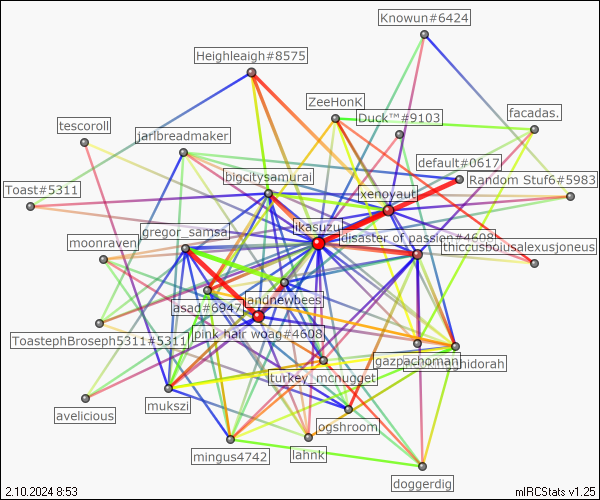 Knowun#6424
Heighleaigh#8575
ZeeHonK
Duck™#9103
facadas.
tescoroll
jarlbreadmaker
default#0617
bigcitysamurai
Random Stuf6#5983
Toast#5311
xenoyaut
ikasuzu
gregor_samsa
disaster of passion#4608
moonraven
thiccusboiusalexusjoneus
andnewbees
asad#6947
pink hair woag#4608
ToastephBroseph5311#5311
gazpachoman
hidorah
turkey_mcnugget
mukszi
avelicious
ogshroom
mingus4742
lahnk
doggerdig
2.10.2024 8:53
mIRCStats v1.25